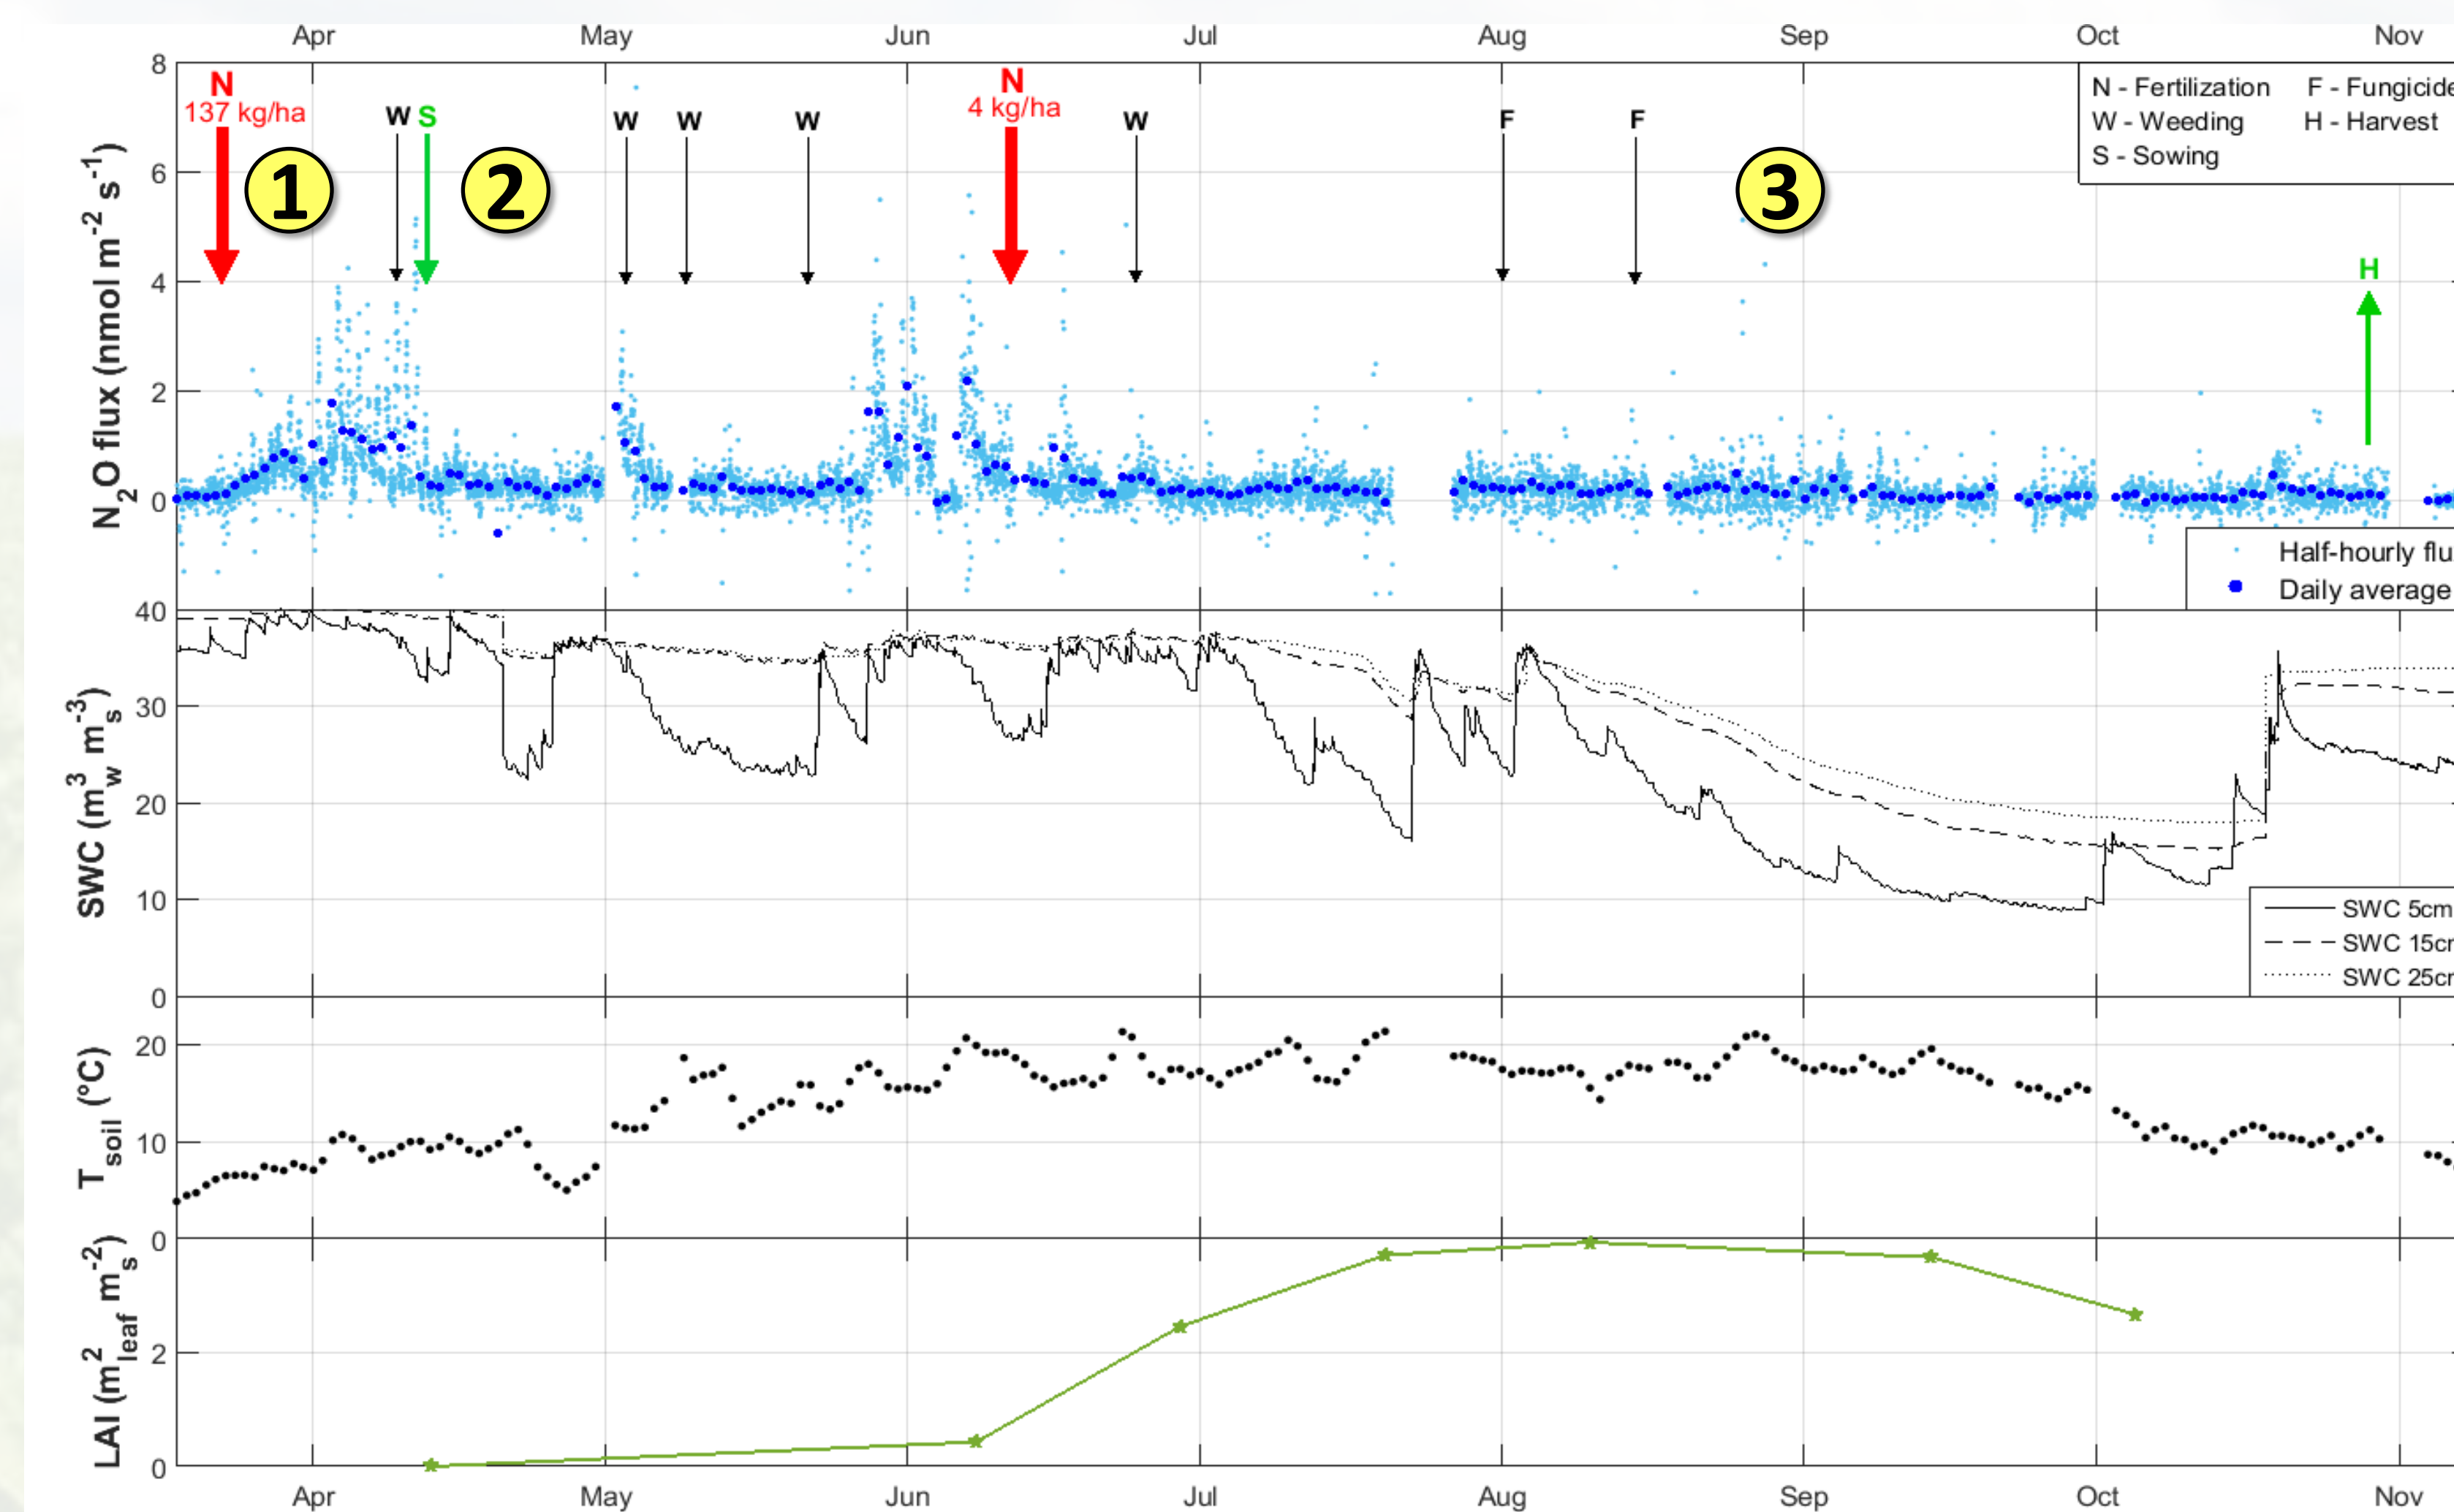 Apr May Jun Jul Aug Sep Oct Nov
8
6
4
2
0
N₂O flux (nmol m⁻² s⁻¹)
N
137 kg/ha
1
W S
2
W W W
N
4 kg/ha
W
F F
3
H
N - Fertilization F - Fungicide
W - Weeding H - Harvest
S - Sowing
Half-hourly flu
Daily average
40
30
20
10
0
SWC (m³w m⁻³s)
SWC 5cm
SWC 15cm
SWC 25cm
20
10
0
Tsoil (°C)
2
0
LAI (m²leaf m⁻²s)
Apr May Jun Jul Aug Sep Oct Nov